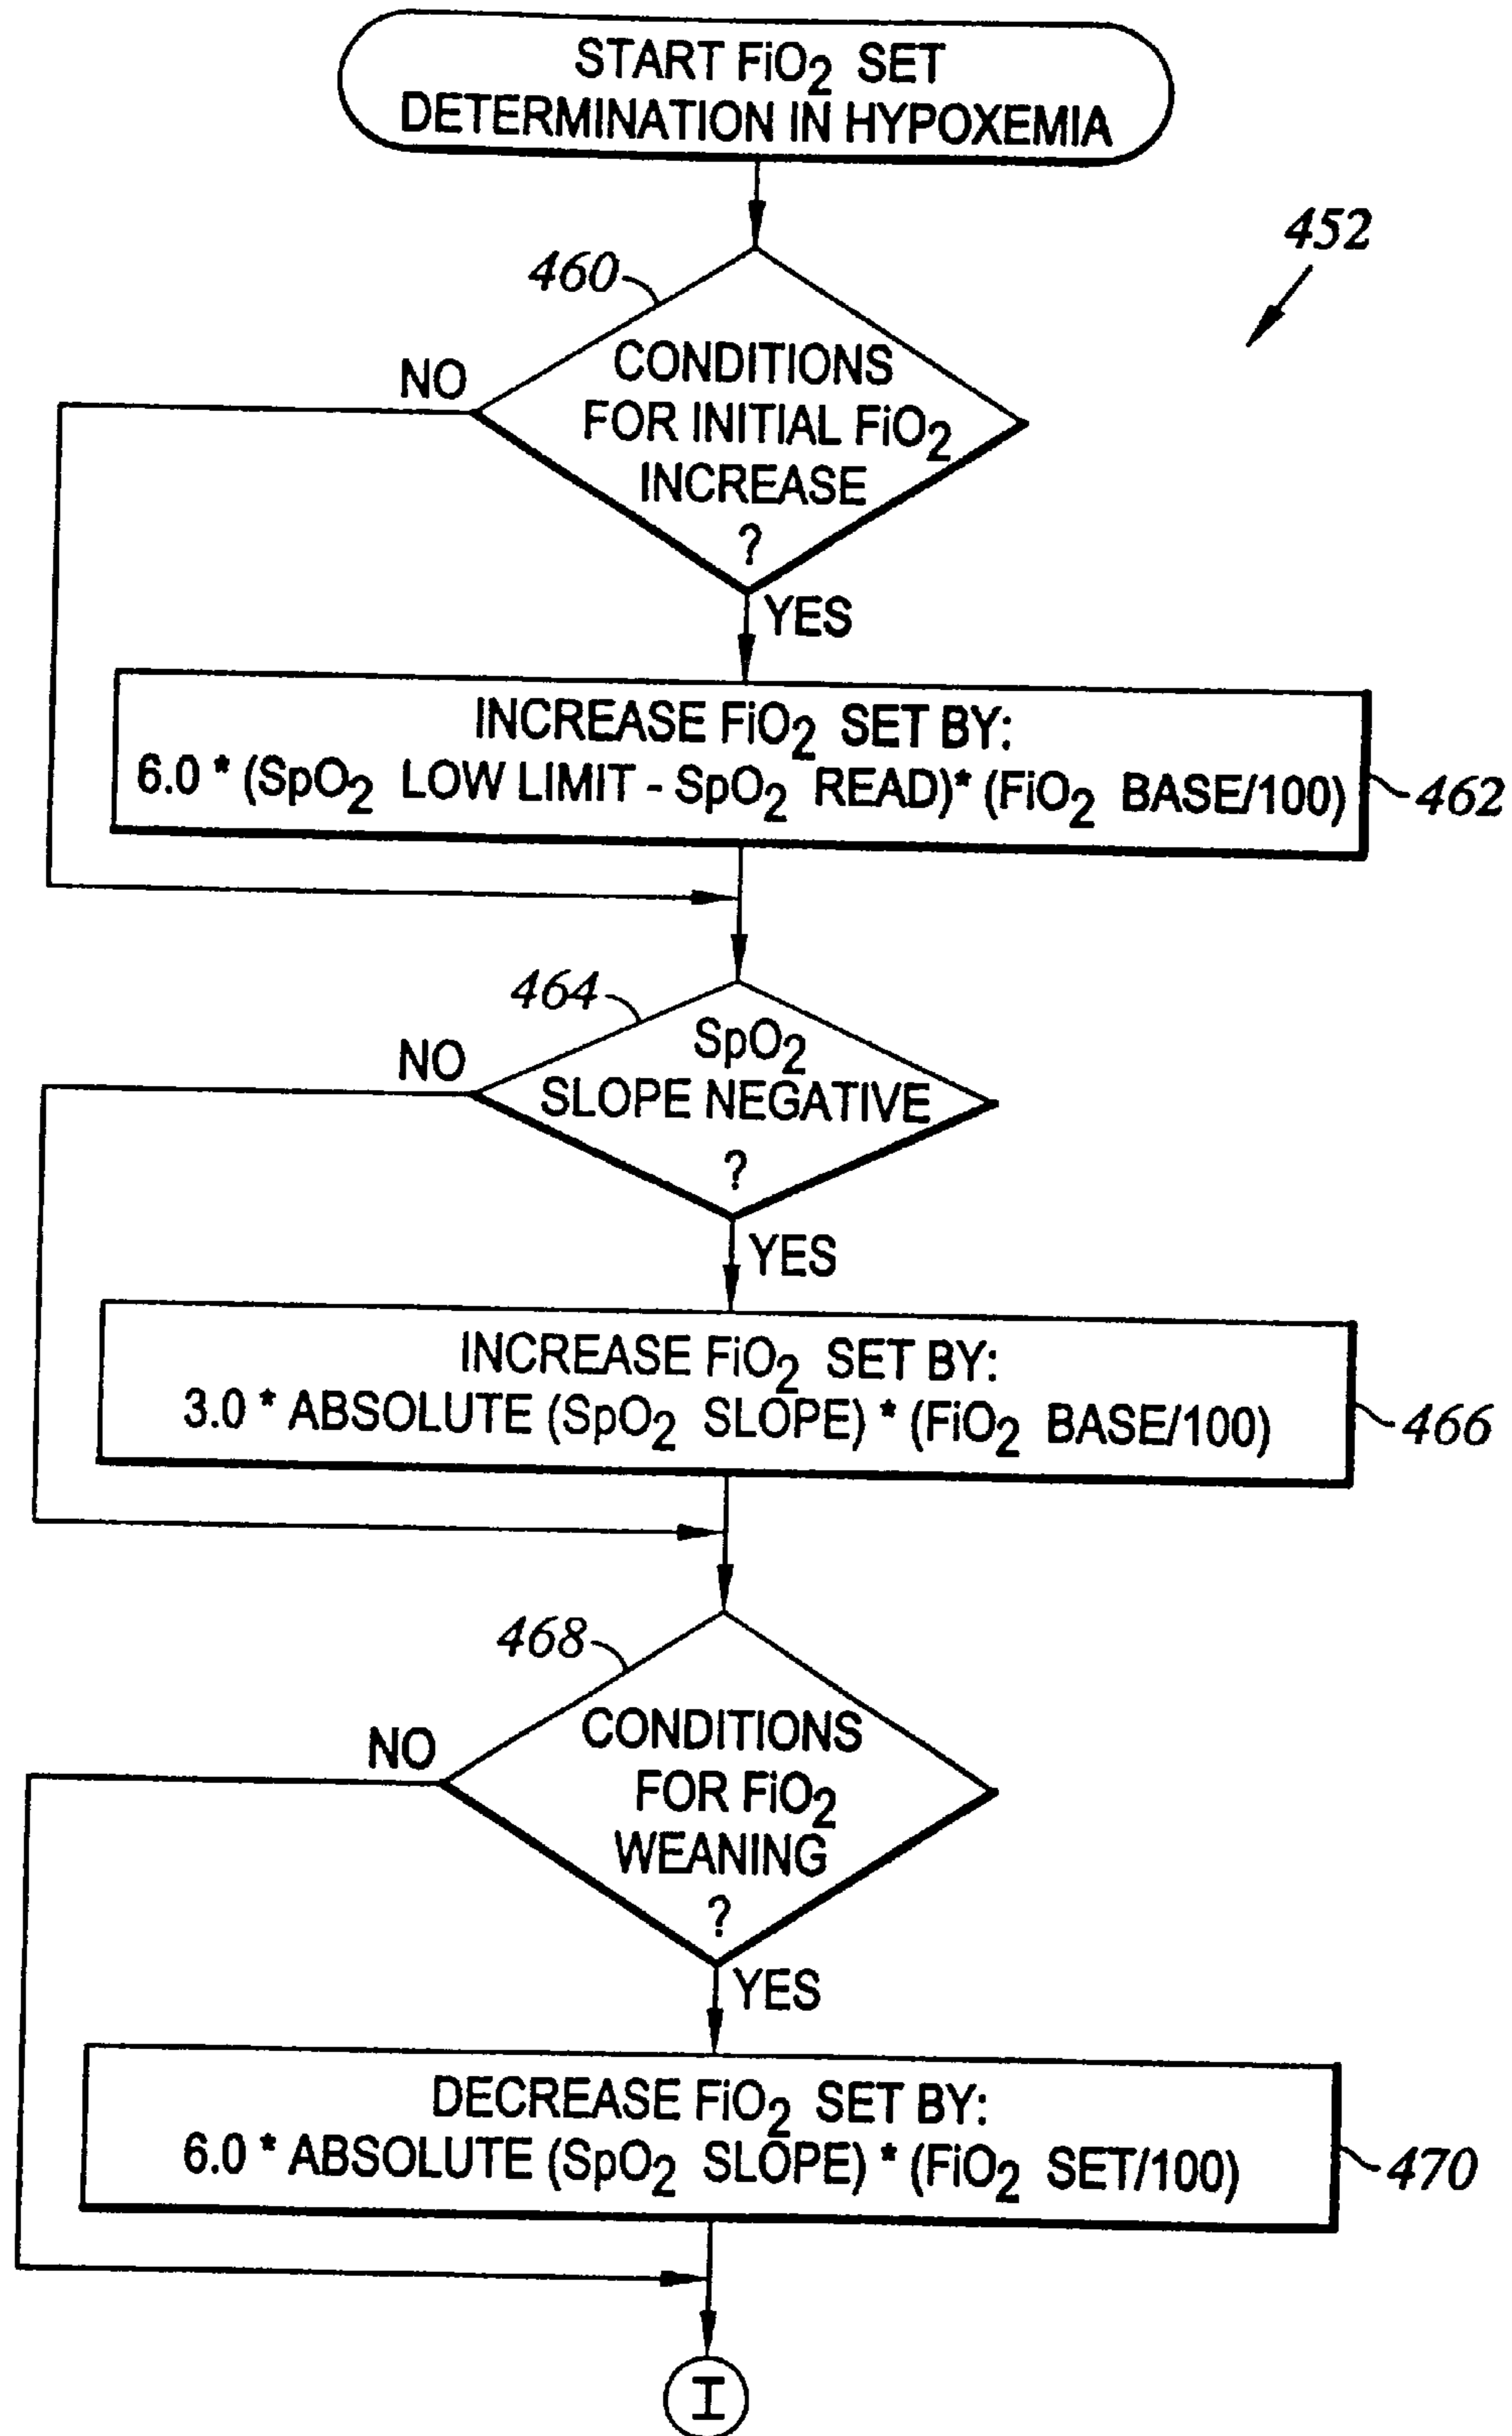 START FiO2 SET
DETERMINATION IN HYPOXEMIA
452
460
NO
CONDITIONS
FOR INITIAL FiO2
INCREASE
?
YES
INCREASE FiO2 SET BY:
6.0 * (SpO2 LOW LIMIT - SpO2 READ)* (FiO2 BASE/100)
462
464
NO
SpO2
SLOPE NEGATIVE
?
YES
INCREASE FiO2 SET BY:
3.0 * ABSOLUTE (SpO2 SLOPE) * (FiO2 BASE/100)
466
468
NO
CONDITIONS
FOR FiO2
WEANING
?
YES
DECREASE FiO2 SET BY:
6.0 * ABSOLUTE (SpO2 SLOPE) * (FiO2 SET/100)
470
I